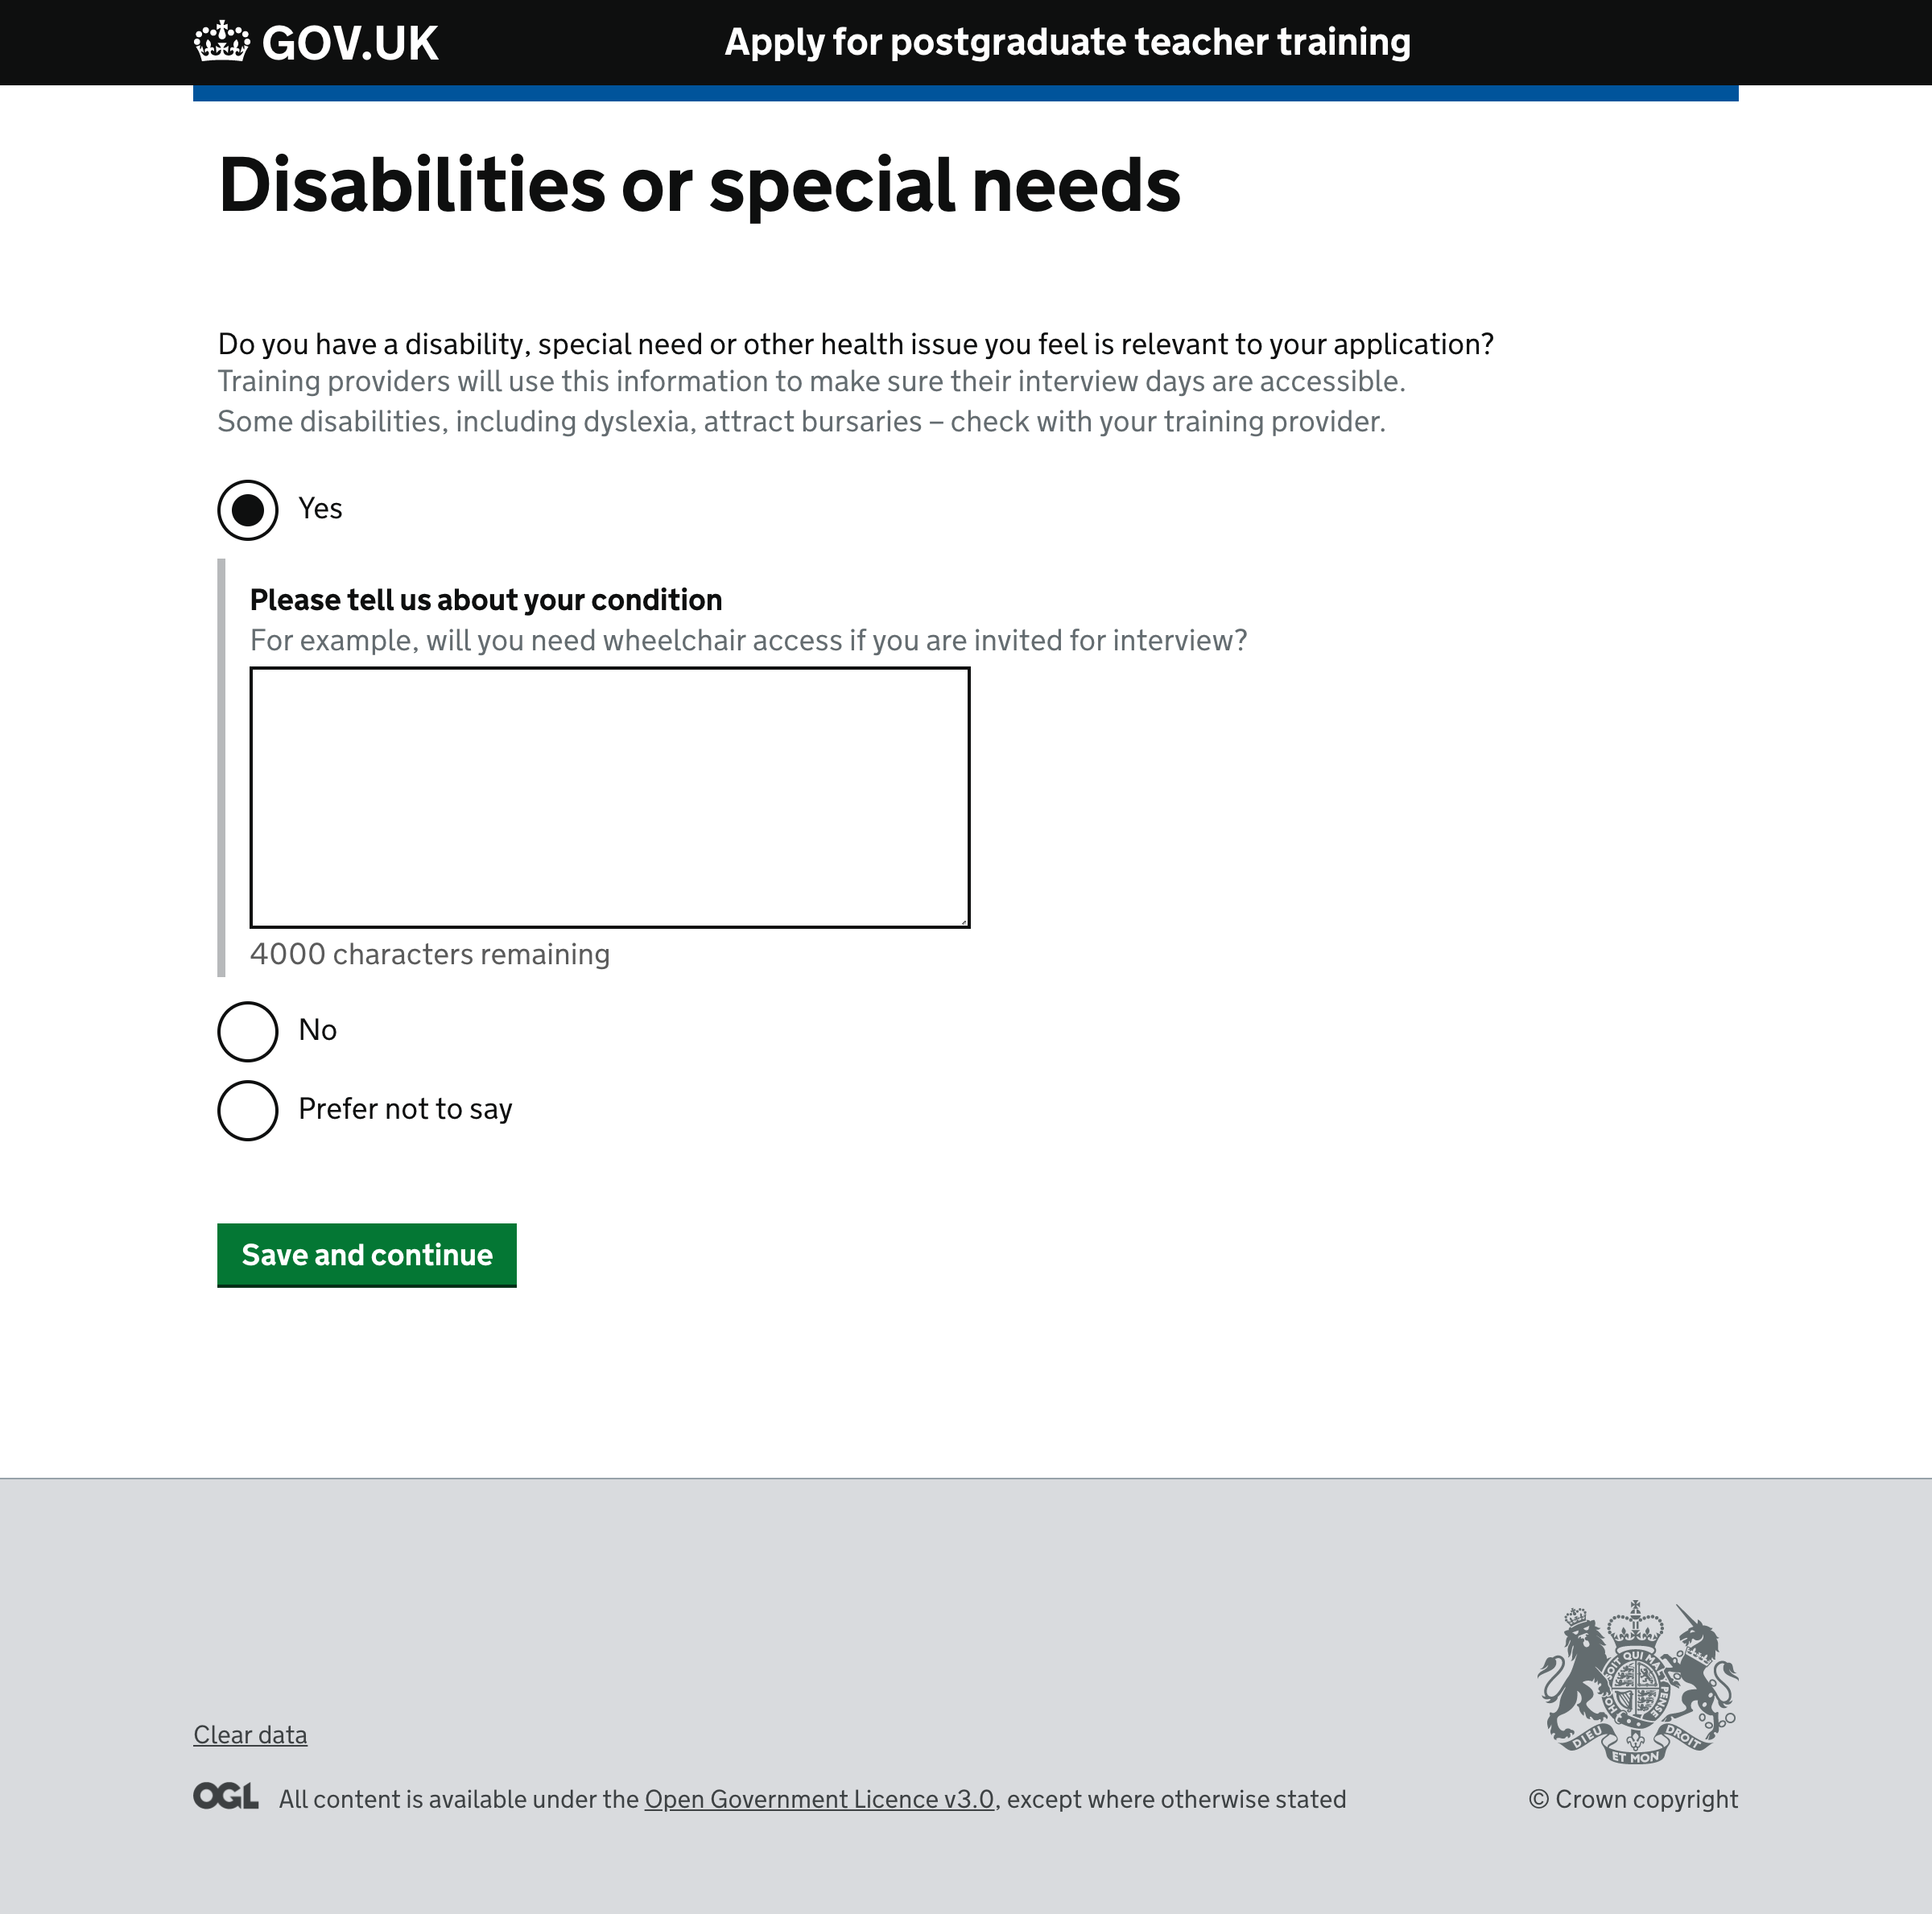 GOV.UK
Apply for postgraduate teacher training
Disabilities or special needs
Do you have a disability, special need or other health issue you feel is relevant to your application?
Training providers will use this information to make sure their interview days are accessible.
Some disabilities, including dyslexia, attract bursaries – check with your training provider.
Yes
Please tell us about your condition
For example, will you need wheelchair access if you are invited for interview?
4000 characters remaining
No
Prefer not to say
Save and continue
SOIT QUI MAL Y PENSE
DIEU ET MON DROIT
Clear data
OGL All content is available under the Open Government Licence v3.0, except where otherwise stated
© Crown copyright